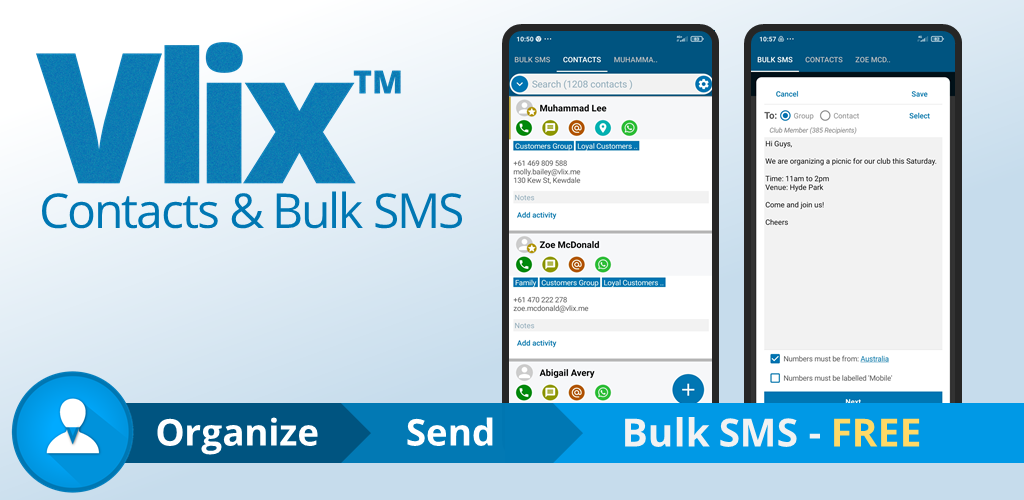 Vlix™
Contacts & Bulk SMS
10:50
BULK SMS CONTACTS MUHAMMA..
Search (1208 contacts )
Muhammad Lee
Customers Group Loyal Customers ..
+61 469 809 588
molly.bailey@vlix.me
130 Kew St, Kewdale
Notes
Add activity
Zoe McDonald
Family Customers Group Loyal Customers ..
+61 470 222 278
zoe.mcdonald@vlix.me
Notes
Add activity
Abigail Avery
+
10:57
BULK SMS CONTACTS ZOE MCD..
Cancel Save
To: Group Contact Select
Club Member (385 Recipients)
Hi Guys,
We are organizing a picnic for our club this Saturday.
Time: 11am to 2pm
Venue: Hyde Park
Come and join us!
Cheers
Numbers must be from: Australia
Numbers must be labelled 'Mobile'
Next
Organize Send Bulk SMS - FREE